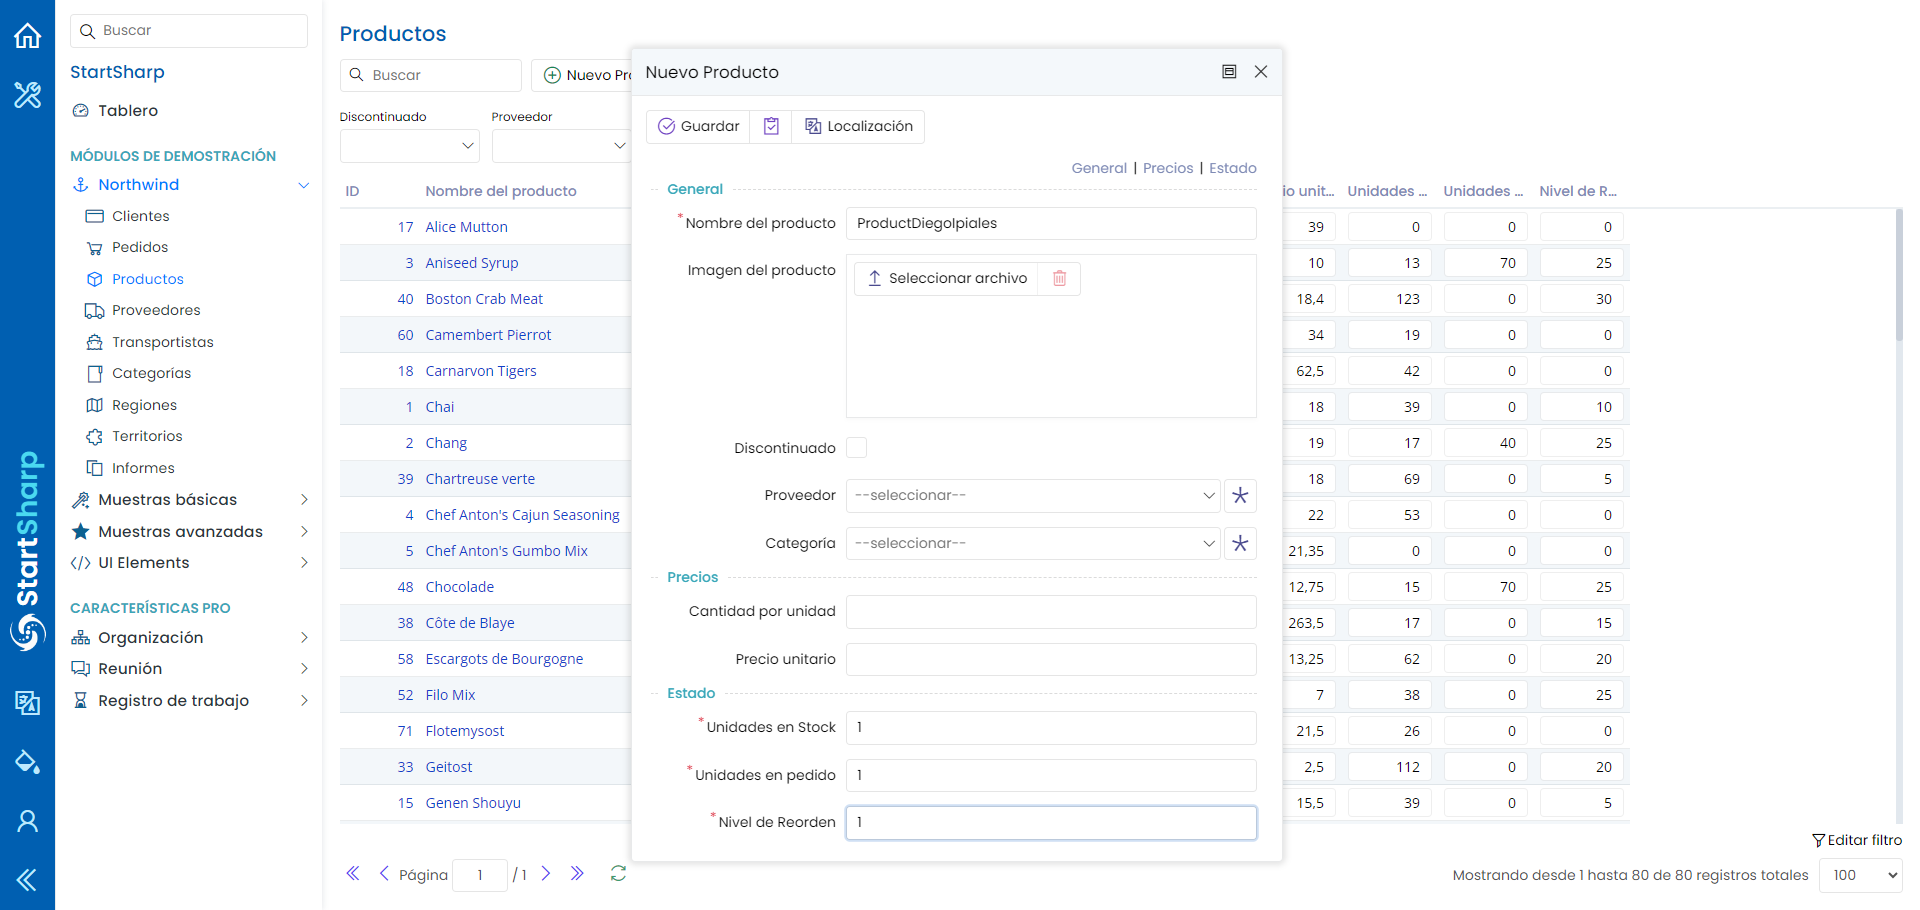 Buscar
StartSharp
Tablero
MÓDULOS DE DEMOSTRACIÓN
Northwind
Clientes
Pedidos
Productos
Proveedores
Transportistas
Categorías
Regiones
Territorios
Informes
Muestras básicas
Muestras avanzadas
UI Elements
CARACTERÍSTICAS PRO
Organización
Reunión
Registro de trabajo
StartSharp
Productos
Buscar
Nuevo Pro
Discontinuado Proveedor
ID Nombre del producto io unit... Unidades ... Unidades ... Nivel de R...
17 Alice Mutton 39 0 0 0
3 Aniseed Syrup 10 13 70 25
40 Boston Crab Meat 18,4 123 0 30
60 Camembert Pierrot 34 19 0 0
18 Carnarvon Tigers 62,5 42 0 0
1 Chai 18 39 0 10
2 Chang 19 17 40 25
39 Chartreuse verte 18 69 0 5
4 Chef Anton's Cajun Seasoning 22 53 0 0
5 Chef Anton's Gumbo Mix 21,35 0 0 0
48 Chocolade 12,75 15 70 25
38 Côte de Blaye 263,5 17 0 15
58 Escargots de Bourgogne 13,25 62 0 20
52 Filo Mix 7 38 0 25
71 Flotemysost 21,5 26 0 0
33 Geitost 2,5 112 0 20
15 Genen Shouyu 15,5 39 0 5
Editar filtro
Página 1 / 1
Mostrando desde 1 hasta 80 de 80 registros totales 100
Nuevo Producto
Guardar Localización
General | Precios | Estado
General
*Nombre del producto ProductDiegoIpiales
Imagen del producto Seleccionar archivo
Discontinuado
Proveedor --seleccionar--
Categoría --seleccionar--
Precios
Cantidad por unidad
Precio unitario
Estado
*Unidades en Stock 1
*Unidades en pedido 1
*Nivel de Reorden 1